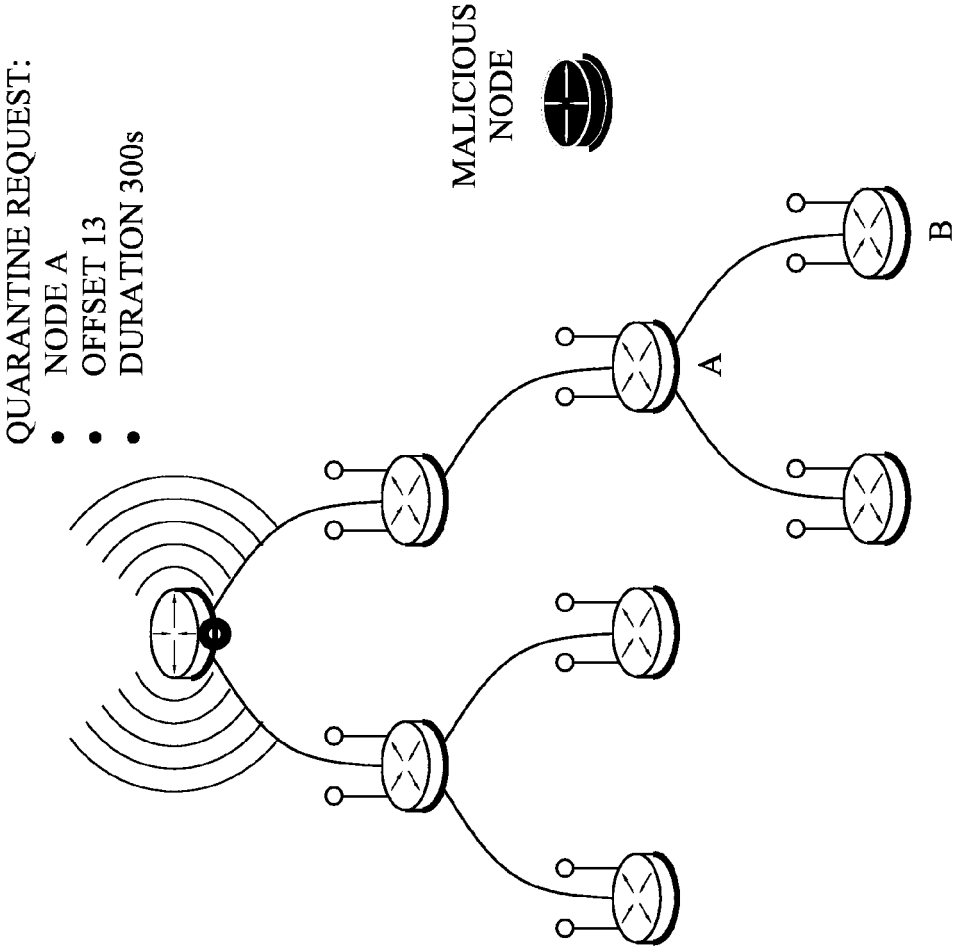 QUARANTINE REQUEST:
• NODE A
• OFFSET 13
• DURATION 300s
MALICIOUS
NODE
A
B